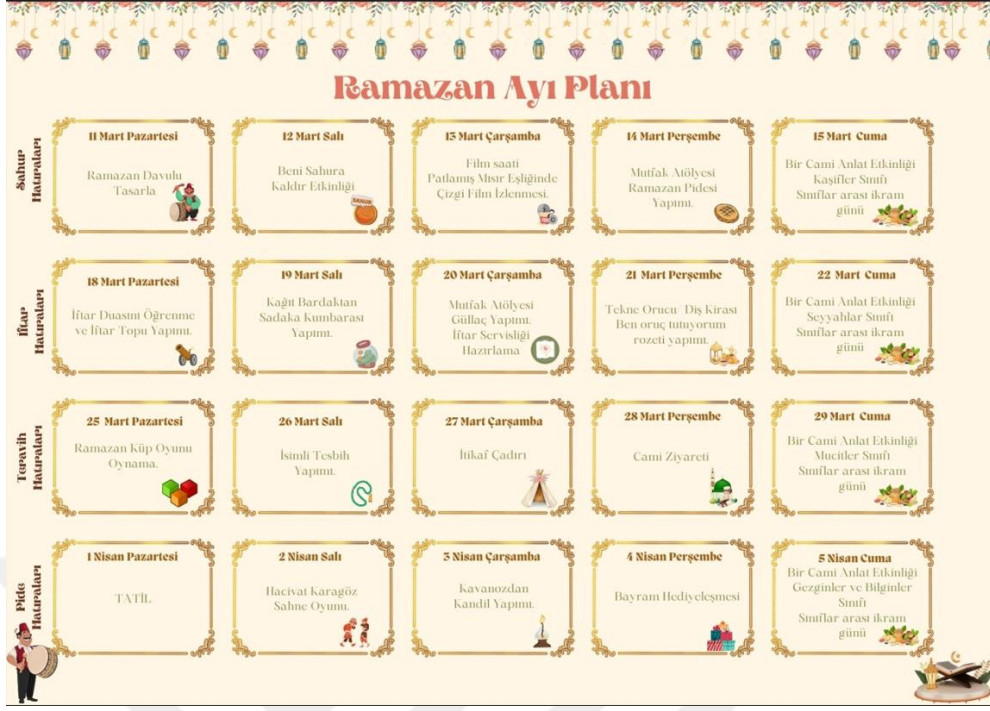 Ramazan Ayı Planı
Sahur
Hatıraları
11 Mart Pazartesi
Ramazan Davulu
Tasarla
12 Mart Salı
Beni Sahura
Kaldır Etkinliği
13 Mart Çarşamba
Film saati
Patlamış Mısır Eşliğinde
Çizgi Film İzlenmesi.
14 Mart Perşembe
Mutfak Atölyesi
Ramazan Pidesi
Yapımı.
15 Mart Cuma
Bir Cami Anlat Etkinliği
Kaşifler Sınıfı
Sınıflar arası ikram
günü
İftar
Hatıraları
18 Mart Pazartesi
İftar Duasını Öğrenme
ve İftar Topu Yapımı.
19 Mart Salı
Kağıt Bardaktan
Sadaka Kumbarası
Yapımı.
20 Mart Çarşamba
Mutfak Atölyesi
Güllaç Yapımı.
İftar Servisliği
Hazırlama
21 Mart Perşembe
Tekne Orucu/Diş Kirası
Ben oruç tutuyorum
rozeti yapımı.
22 Mart Cuma
Bir Cami Anlat Etkinliği
Seyyahlar Sınıfı
Sınıflar arası ikram
günü
Teravih
Hatıraları
25 Mart Pazartesi
Ramazan Küp Oyunu
Oynama.
26 Mart Salı
İsimli Tesbih
Yapımı.
27 Mart Çarşamba
İtikaf Çadırı
28 Mart Perşembe
Cami Ziyareti
29 Mart Cuma
Bir Cami Anlat Etkinliği
Mucitler Sınıfı
Sınıflar arası ikram
günü
Pide
Hatıraları
1 Nisan Pazartesi
TATİL
2 Nisan Salı
Hacivat Karagöz
Sahne Oyunu.
3 Nisan Çarşamba
Kavanozdan
Kandil Yapımı.
4 Nisan Perşembe
Bayram Hediyeleşmesi
5 Nisan Cuma
Bir Cami Anlat Etkinliği
Gezginler ve Bilginler
Sınıfı
Sınıflar arası ikram
günü